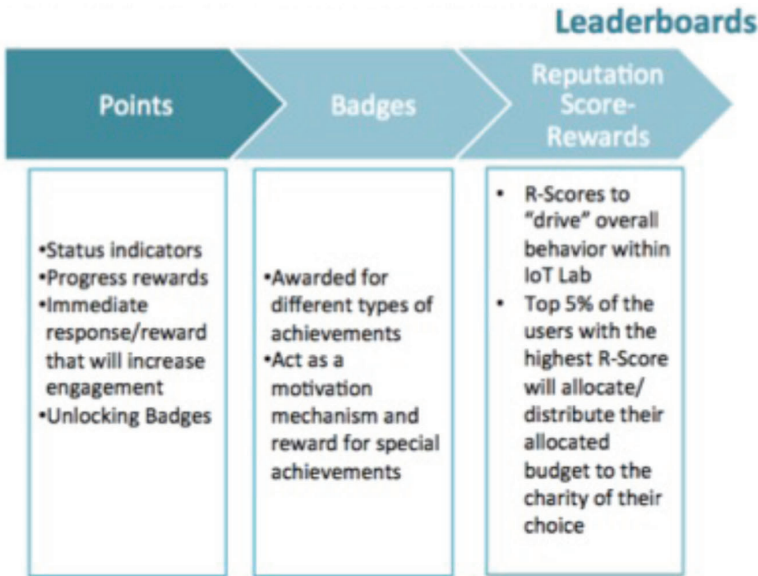 Leaderboards
Points
Badges
Reputation
Score-
Rewards
•Status indicators
•Progress rewards
•Immediate
response/reward
that will increase
engagement
•Unlocking Badges
•Awarded for
different types of
achievements
•Act as a
motivation
mechanism and
reward for special
achievements
• R-Scores to
“drive” overall
behavior within
IoT Lab
• Top 5% of the
users with the
highest R-Score
will allocate/
distribute their
allocated
budget to the
charity of their
choice